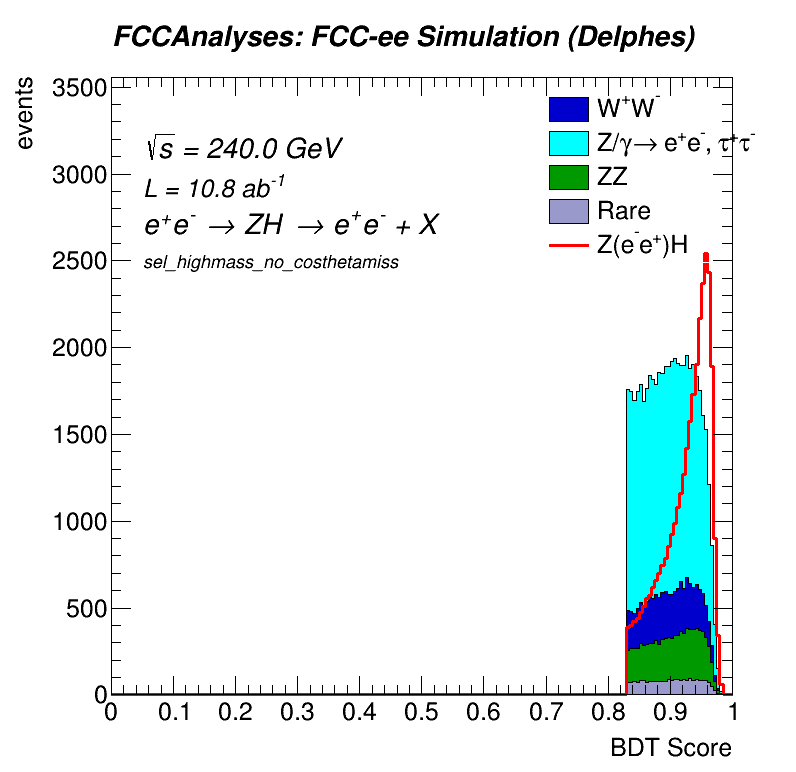 FCCAnalyses: FCC-ee Simulation (Delphes)
events
3500
3000
2500
2000
1500
1000
500
0
√s = 240.0 GeV
L = 10.8 ab⁻¹
e⁺e⁻ → ZH → e⁺e⁻ + X
sel_highmass_no_costhetamiss
W⁺W⁻
Z/γ→ e⁺e⁻, τ⁺τ⁻
ZZ
Rare
Z(e⁻e⁺)H
0 0.1 0.2 0.3 0.4 0.5 0.6 0.7 0.8 0.9 1
BDT Score